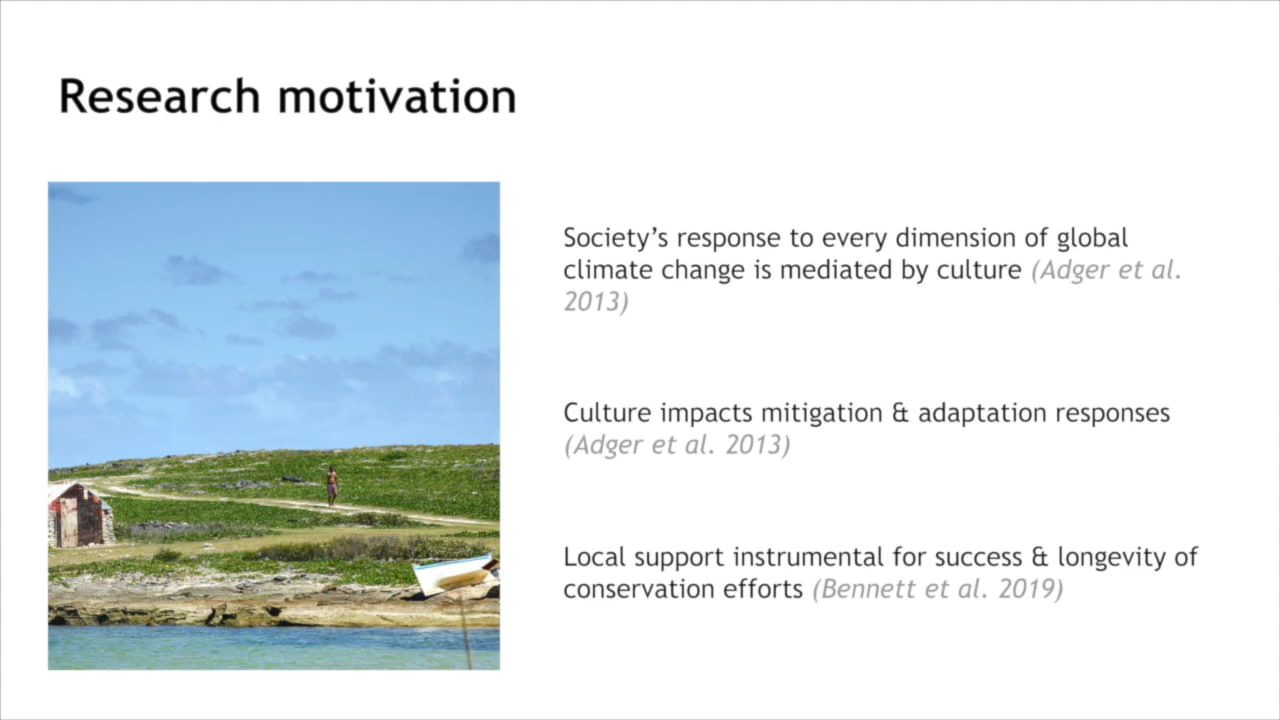 Research motivation
Society’s response to every dimension of global
climate change is mediated by culture (Adger et al.
2013)
Culture impacts mitigation & adaptation responses
(Adger et al. 2013)
Local support instrumental for success & longevity of
conservation efforts (Bennett et al. 2019)